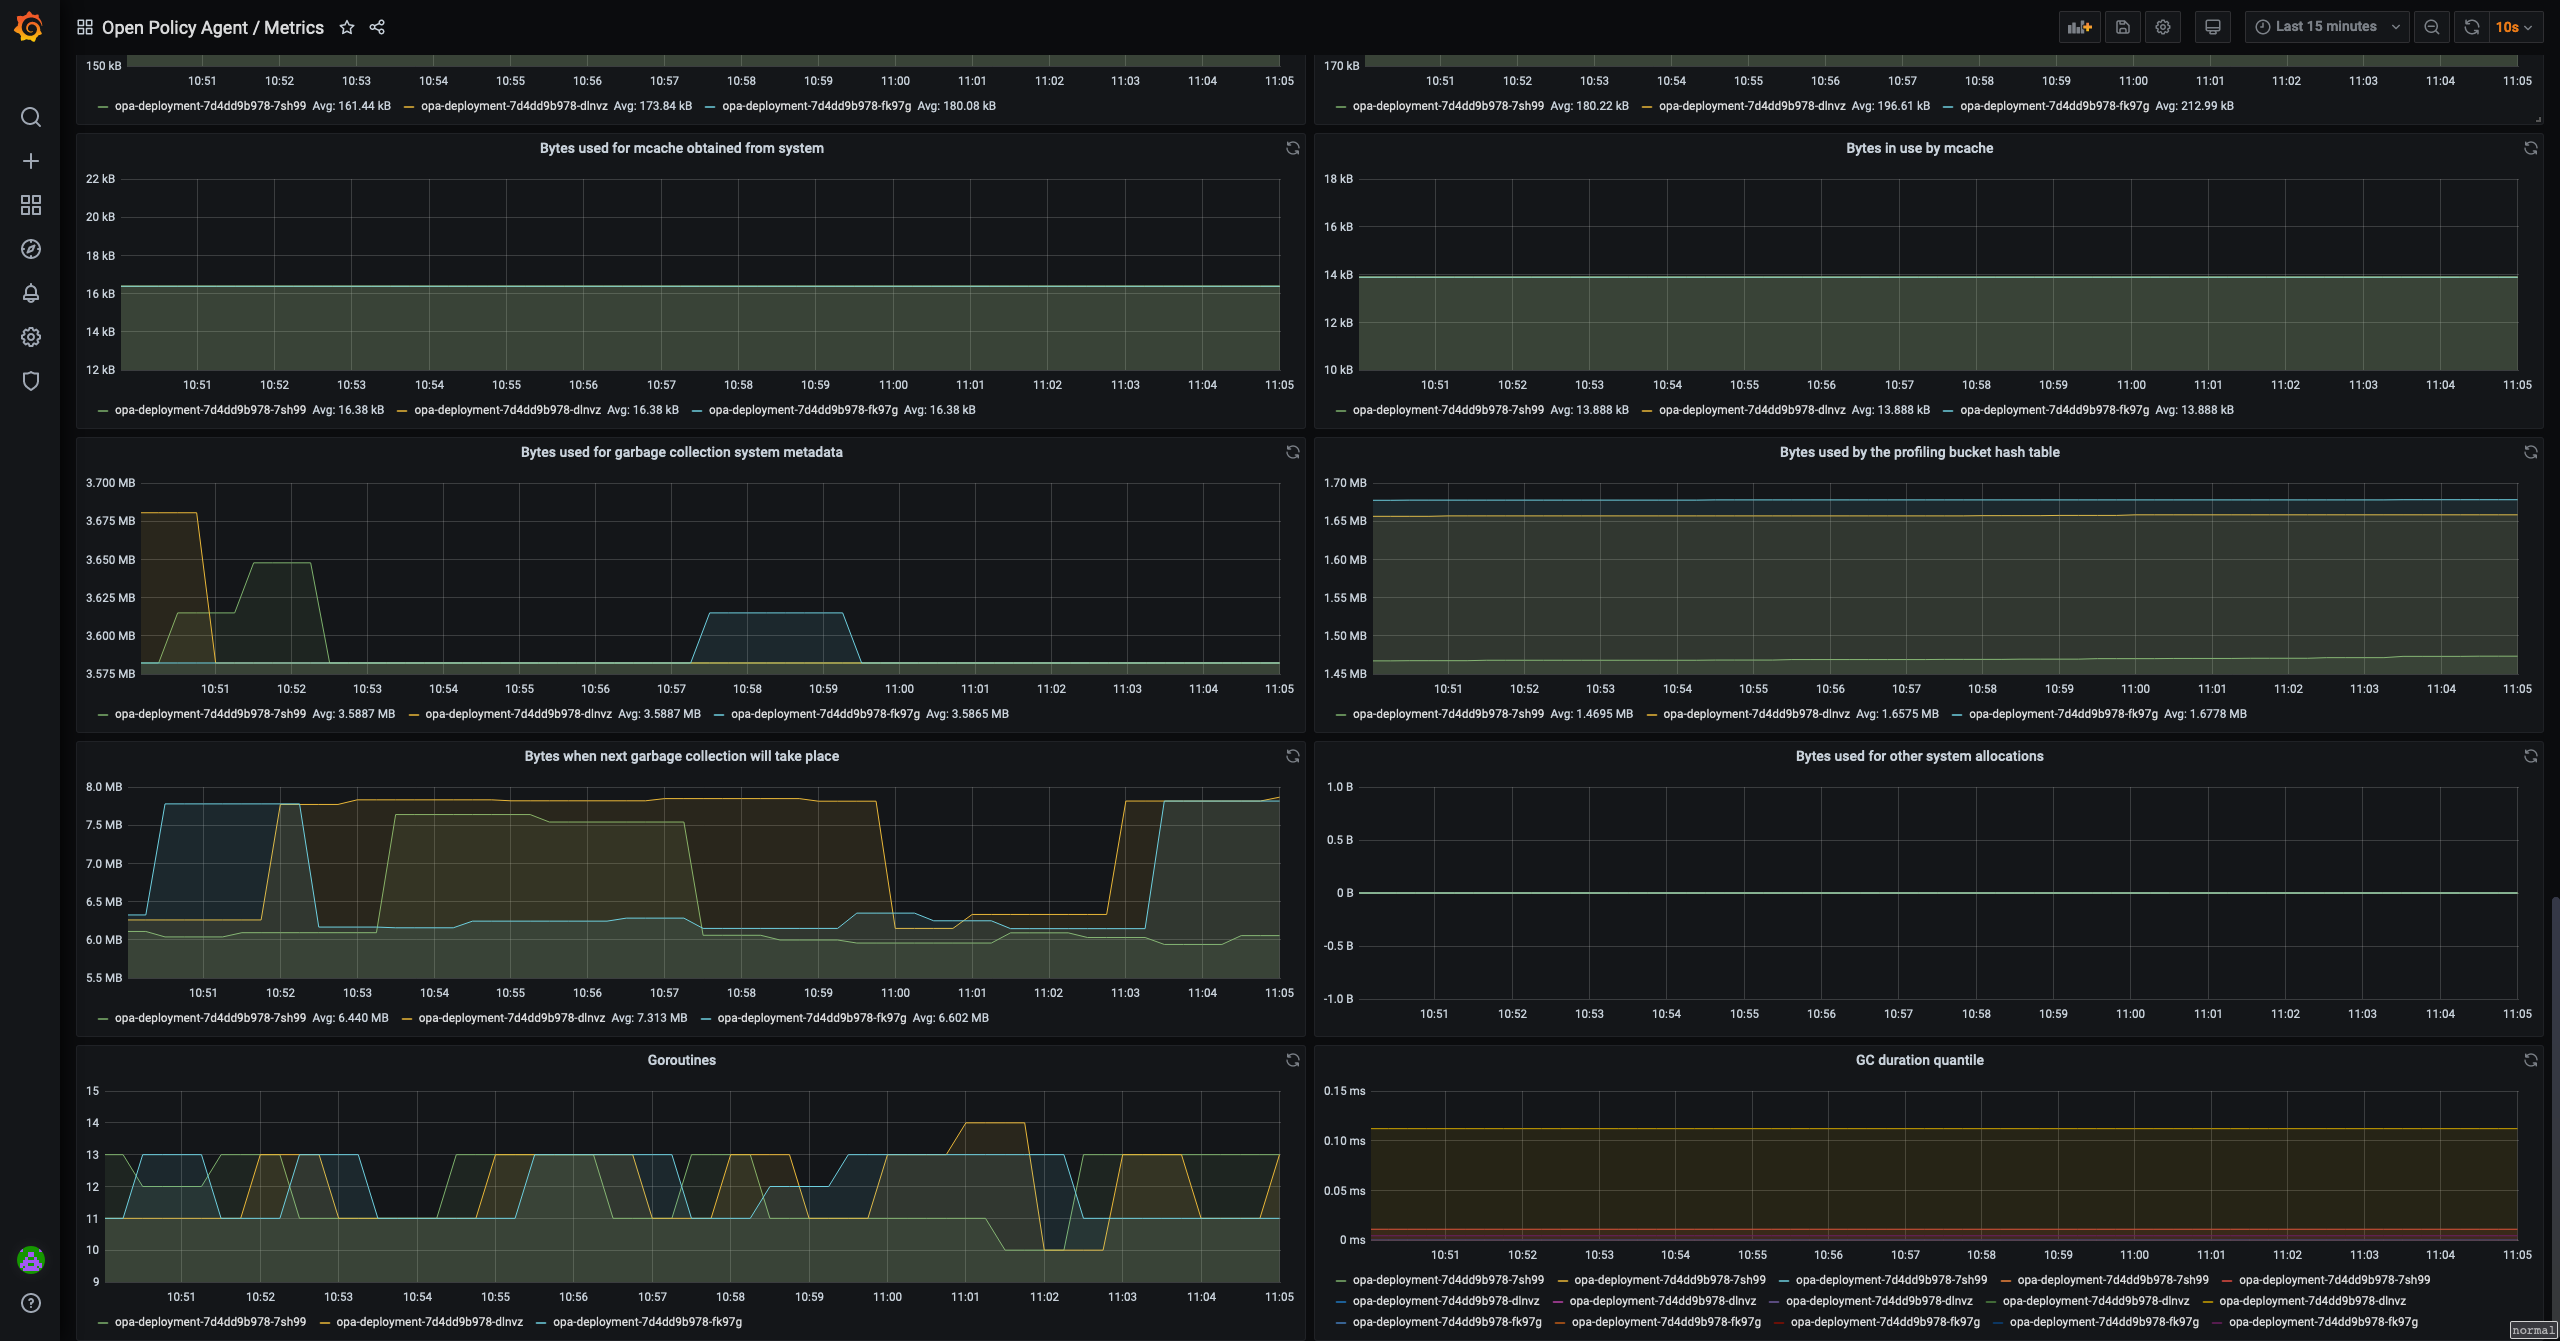 Open Policy Agent / Metrics
Last 15 minutes
10s
150 kB
10:51 10:52 10:53 10:54 10:55 10:56 10:57 10:58 10:59 11:00 11:01 11:02 11:03 11:04 11:05
opa-deployment-7d4dd9b978-7sh99 Avg: 161.44 kB opa-deployment-7d4dd9b978-dlnvz Avg: 173.84 kB opa-deployment-7d4dd9b978-fk97g Avg: 180.08 kB
170 kB
10:51 10:52 10:53 10:54 10:55 10:56 10:57 10:58 10:59 11:00 11:01 11:02 11:03 11:04 11:05
opa-deployment-7d4dd9b978-7sh99 Avg: 180.22 kB opa-deployment-7d4dd9b978-dlnvz Avg: 196.61 kB opa-deployment-7d4dd9b978-fk97g Avg: 212.99 kB
Bytes used for mcache obtained from system
22 kB
20 kB
18 kB
16 kB
14 kB
12 kB
10:51 10:52 10:53 10:54 10:55 10:56 10:57 10:58 10:59 11:00 11:01 11:02 11:03 11:04 11:05
opa-deployment-7d4dd9b978-7sh99 Avg: 16.38 kB opa-deployment-7d4dd9b978-dlnvz Avg: 16.38 kB opa-deployment-7d4dd9b978-fk97g Avg: 16.38 kB
Bytes in use by mcache
18 kB
16 kB
14 kB
12 kB
10 kB
10:51 10:52 10:53 10:54 10:55 10:56 10:57 10:58 10:59 11:00 11:01 11:02 11:03 11:04 11:05
opa-deployment-7d4dd9b978-7sh99 Avg: 13.888 kB opa-deployment-7d4dd9b978-dlnvz Avg: 13.888 kB opa-deployment-7d4dd9b978-fk97g Avg: 13.888 kB
Bytes used for garbage collection system metadata
3.700 MB
3.675 MB
3.650 MB
3.625 MB
3.600 MB
3.575 MB
10:51 10:52 10:53 10:54 10:55 10:56 10:57 10:58 10:59 11:00 11:01 11:02 11:03 11:04 11:05
opa-deployment-7d4dd9b978-7sh99 Avg: 3.5887 MB opa-deployment-7d4dd9b978-dlnvz Avg: 3.5887 MB opa-deployment-7d4dd9b978-fk97g Avg: 3.5865 MB
Bytes used by the profiling bucket hash table
1.70 MB
1.65 MB
1.60 MB
1.55 MB
1.50 MB
1.45 MB
10:51 10:52 10:53 10:54 10:55 10:56 10:57 10:58 10:59 11:00 11:01 11:02 11:03 11:04 11:05
opa-deployment-7d4dd9b978-7sh99 Avg: 1.4695 MB opa-deployment-7d4dd9b978-dlnvz Avg: 1.6575 MB opa-deployment-7d4dd9b978-fk97g Avg: 1.6778 MB
Bytes when next garbage collection will take place
8.0 MB
7.5 MB
7.0 MB
6.5 MB
6.0 MB
5.5 MB
10:51 10:52 10:53 10:54 10:55 10:56 10:57 10:58 10:59 11:00 11:01 11:02 11:03 11:04 11:05
opa-deployment-7d4dd9b978-7sh99 Avg: 6.440 MB opa-deployment-7d4dd9b978-dlnvz Avg: 7.313 MB opa-deployment-7d4dd9b978-fk97g Avg: 6.602 MB
Bytes used for other system allocations
1.0 B
0.5 B
0 B
-0.5 B
-1.0 B
10:51 10:52 10:53 10:54 10:55 10:56 10:57 10:58 10:59 11:00 11:01 11:02 11:03 11:04 11:05
Goroutines
15
14
13
12
11
10
9
10:51 10:52 10:53 10:54 10:55 10:56 10:57 10:58 10:59 11:00 11:01 11:02 11:03 11:04 11:05
opa-deployment-7d4dd9b978-7sh99 opa-deployment-7d4dd9b978-dlnvz opa-deployment-7d4dd9b978-fk97g
GC duration quantile
0.15 ms
0.10 ms
0.05 ms
0 ms
10:51 10:52 10:53 10:54 10:55 10:56 10:57 10:58 10:59 11:00 11:01 11:02 11:03 11:04 11:05
opa-deployment-7d4dd9b978-7sh99 opa-deployment-7d4dd9b978-7sh99 opa-deployment-7d4dd9b978-7sh99 opa-deployment-7d4dd9b978-7sh99 opa-deployment-7d4dd9b978-7sh99
opa-deployment-7d4dd9b978-dlnvz opa-deployment-7d4dd9b978-dlnvz opa-deployment-7d4dd9b978-dlnvz opa-deployment-7d4dd9b978-dlnvz opa-deployment-7d4dd9b978-dlnvz
opa-deployment-7d4dd9b978-fk97g opa-deployment-7d4dd9b978-fk97g opa-deployment-7d4dd9b978-fk97g opa-deployment-7d4dd9b978-fk97g opa-deployment-7d4dd9b978-fk97g
normal